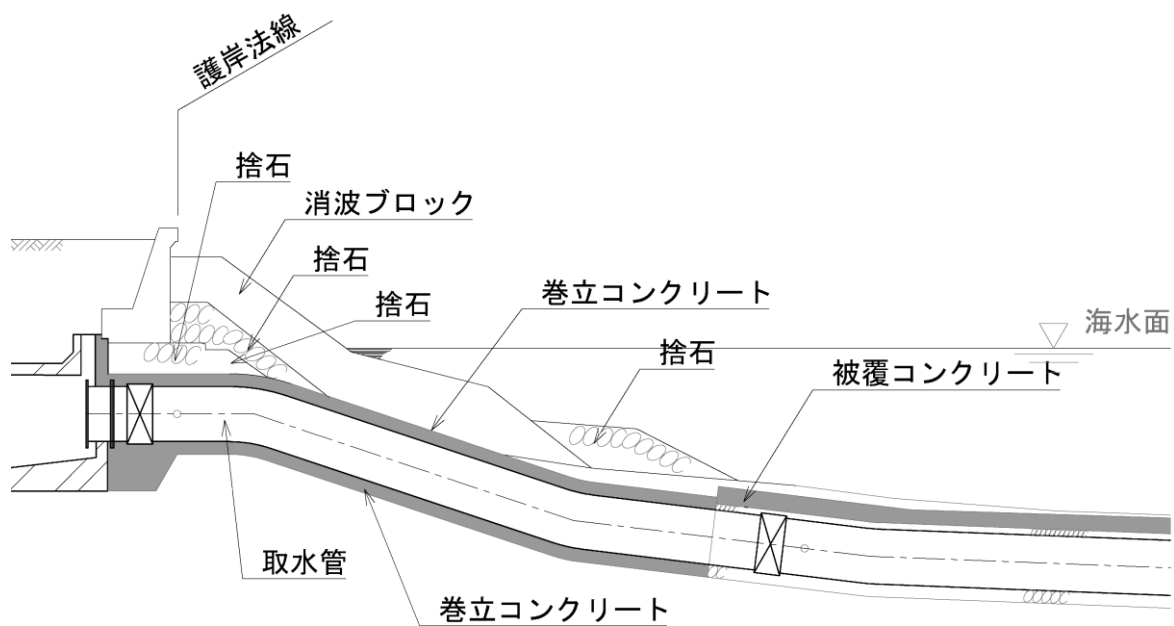 護岸法線
捨石
消波ブロック
捨石
捨石
巻立コンクリート
海水面
捨石
被覆コンクリート
取水管
巻立コンクリート